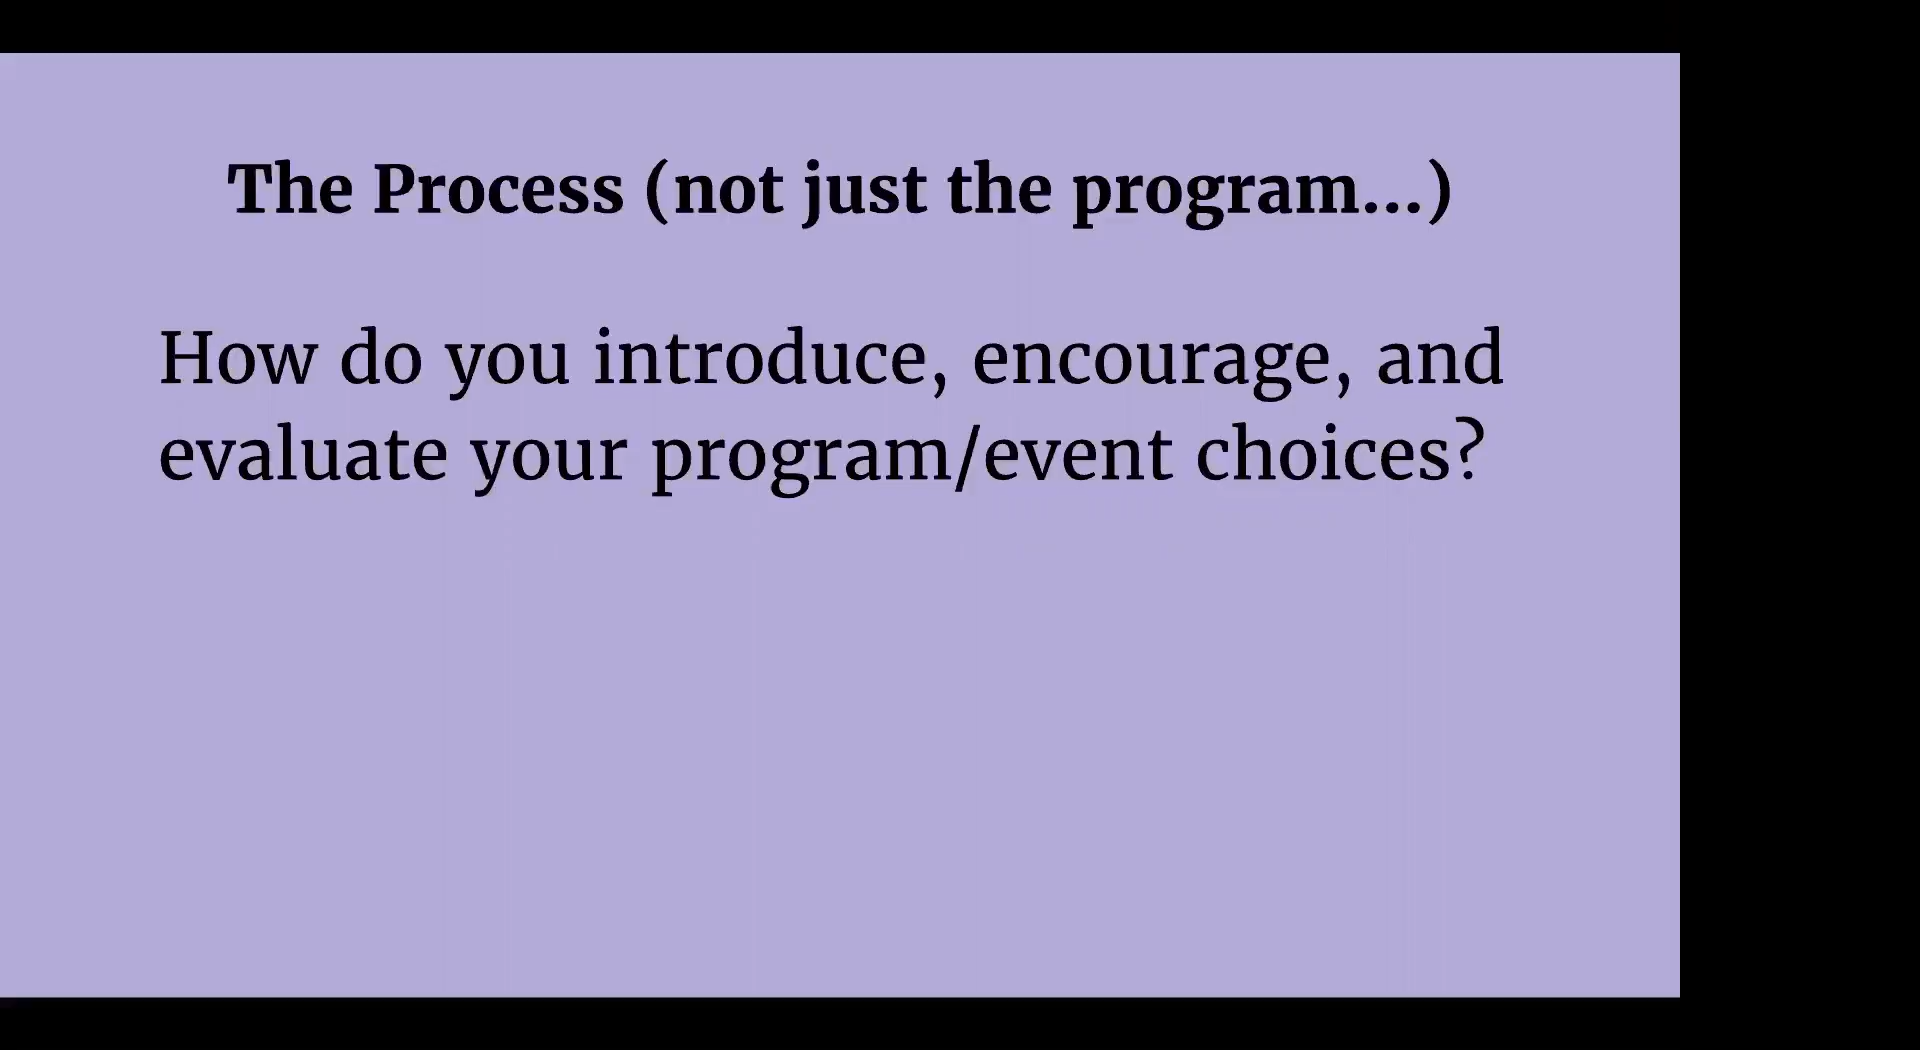 The Process (not just the program...)
How do you introduce, encourage, and
evaluate your program/event choices?